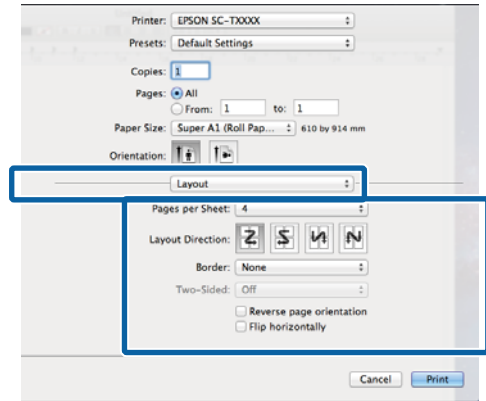 Printer: EPSON SC-TXXXX
Presets: Default Settings
Copies: 1
Pages: All
From: 1 to: 1
Paper Size: Super A1 (Roll Pap... 610 by 914 mm
Orientation:
Layout
Pages per Sheet: 4
Layout Direction:
Border: None
Two-Sided: Off
Reverse page orientation
Flip horizontally
Cancel Print